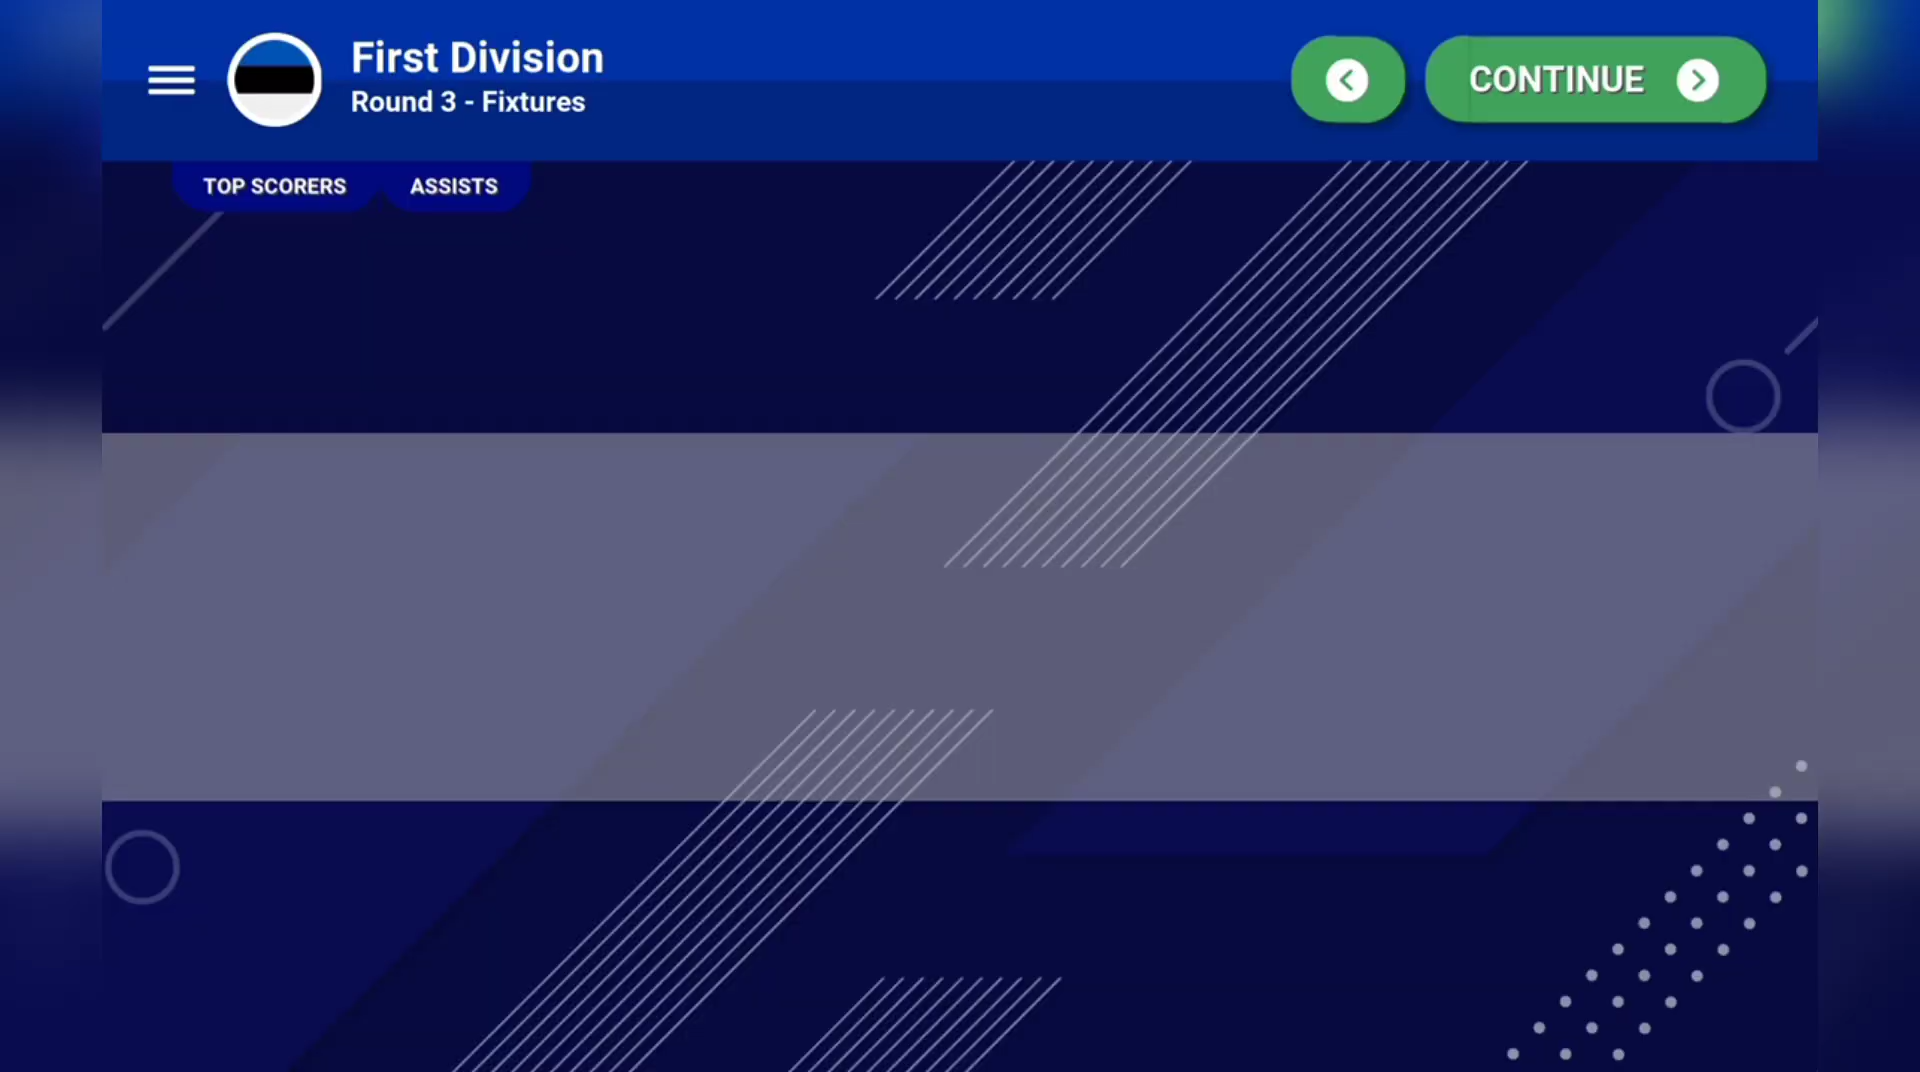 First Division
Round 3 - Fixtures
CONTINUE
TOP SCORERS
ASSISTS